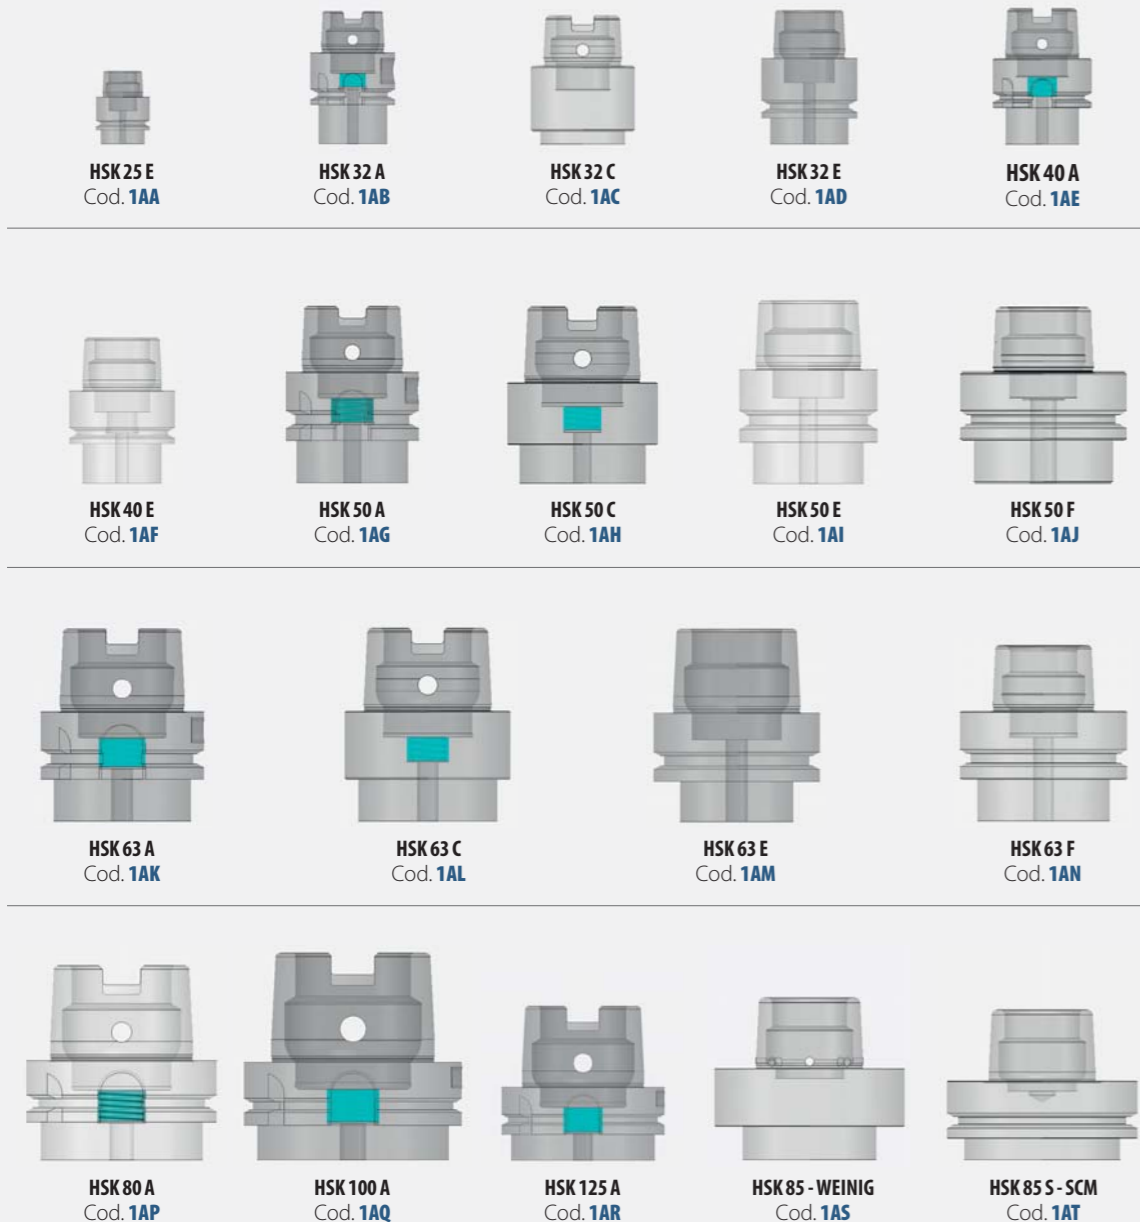 HSK 25 E
Cod. 1AA
HSK 32 A
Cod. 1AB
HSK 32 C
Cod. 1AC
HSK 32 E
Cod. 1AD
HSK 40 A
Cod. 1AE
HSK 40 E
Cod. 1AF
HSK 50 A
Cod. 1AG
HSK 50 C
Cod. 1AH
HSK 50 E
Cod. 1AI
HSK 50 F
Cod. 1AJ
HSK 63 A
Cod. 1AK
HSK 63 C
Cod. 1AL
HSK 63 E
Cod. 1AM
HSK 63 F
Cod. 1AN
HSK 80 A
Cod. 1AP
HSK 100 A
Cod. 1AQ
HSK 125 A
Cod. 1AR
HSK 85 - WEINIG
Cod. 1AS
HSK 85 S - SCM
Cod. 1AT